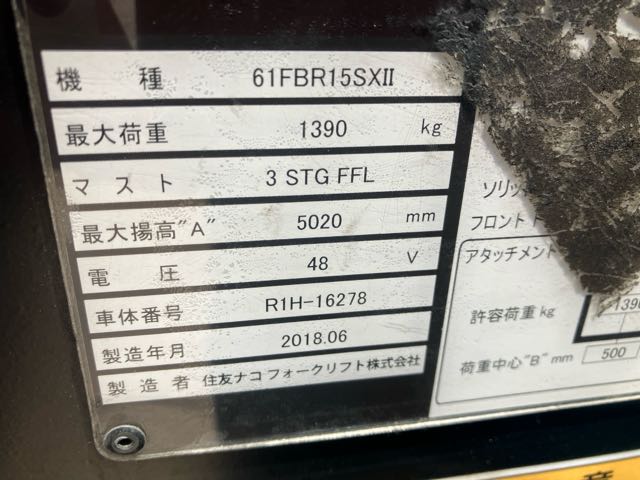 機種 61FBR15SXII
最大荷重 1390 kg
マスト 3 STG FFL
最大揚高"A" 5020 mm
電圧 48 V
車体番号 R1H-16278
製造年月 2018.06
製造者 住友ナコフォークリフト株式会社
ソリッ
フロント
アタッチメント
1390
許容荷重 kg
荷重中心"B" mm 500
意